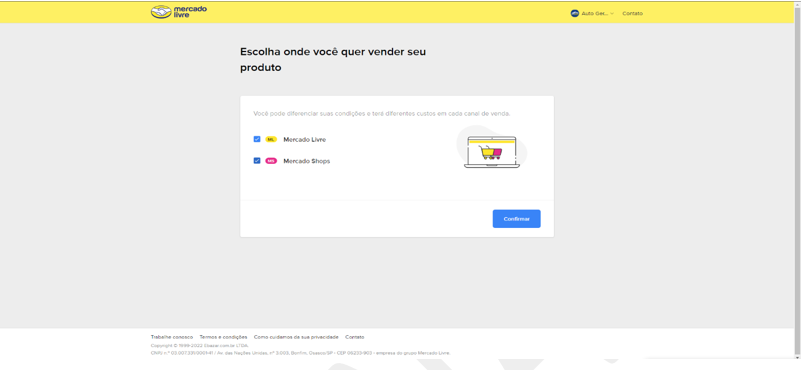 mercado
livre
Auto Ges...
Contato
Escolha onde você quer vender seu
produto
Você pode diferenciar suas condições e terá diferentes custos em cada canal de venda.
ML
Mercado Livre
MS
Mercado Shops
Confirmar
Trabalhe conosco Termos e condições Como cuidamos da sua privacidade Contato
Copyright © 1999-2022 Ebazar.com.br LTDA.
CNPJ n.º 03.007.331/0001-41 / Av. das Nações Unidas, nº 3.003, Bonfim, Osasco/SP - CEP 06233-903 - empresa do grupo Mercado Livre.